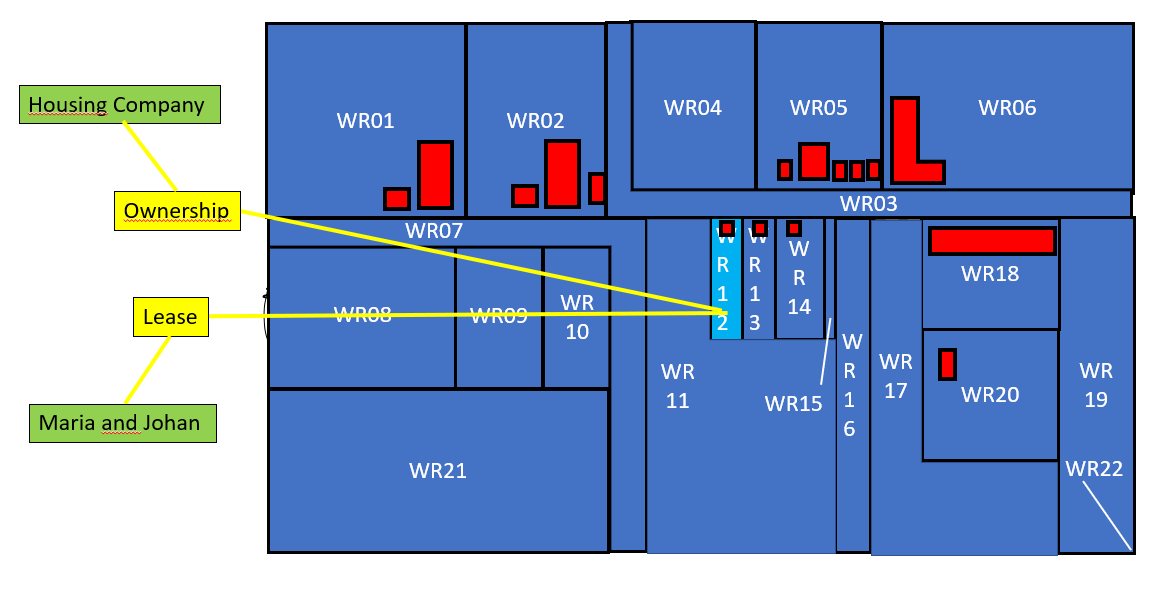 WR01
WR02
WR04
WR05
WR06
Housing Company
Ownership
WR03
WR07
WR08
WR09
WR
10
W
R
1
2
W
R
1
3
W
R
14
WR18
Lease
WR
11
WR15
W
R
1
6
WR
17
WR20
WR
19
Maria and Johan
WR21
WR22